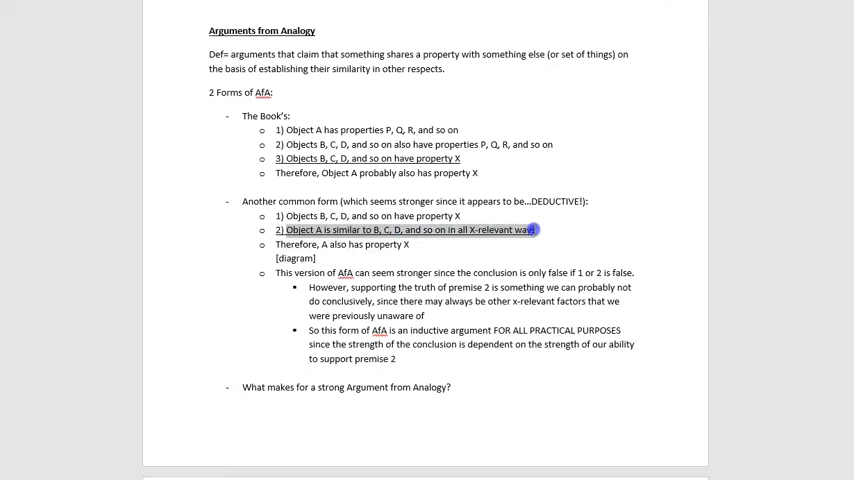 Arguments from Analogy
Def= arguments that claim that something shares a property with something else (or set of things) on
the basis of establishing their similarity in other respects.
2 Forms of AfA:
- The Book's:
o 1) Object A has properties P, Q, R, and so on
o 2) Objects B, C, D, and so on also have properties P, Q, R, and so on
o 3) Objects B, C, D, and so on have property X
o Therefore, Object A probably also has property X
- Another common form (which seems stronger since it appears to be...DEDUCTIVE!):
o 1) Objects B, C, D, and so on have property X
o 2) Object A is similar to B, C, D, and so on in all X-relevant ways
o Therefore, A also has property X
[diagram]
o This version of AfA can seem stronger since the conclusion is only false if 1 or 2 is false.
▪ However, supporting the truth of premise 2 is something we can probably not
do conclusively, since there may always be other x-relevant factors that we
were previously unaware of
▪ So this form of AfA is an inductive argument FOR ALL PRACTICAL PURPOSES
since the strength of the conclusion is dependent on the strength of our ability
to support premise 2
- What makes for a strong Argument from Analogy?